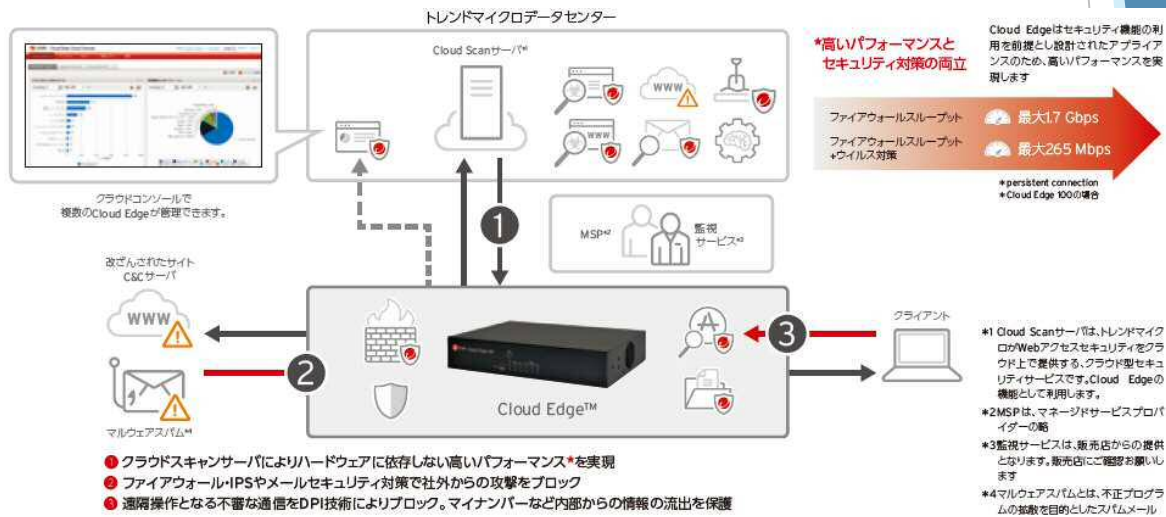 トレンドマイクロデータセンター
Cloud Scanサーバ*1
WWW
WWW
クラウドコンソールで
複数のCloud Edgeが管理できます。
*高いパフォーマンスと
セキュリティ対策の両立
Cloud Edgeはセキュリティ機能の利
用を前提とし設計されたアプライア
ンスのため、高いパフォーマンスを実
現します
ファイアウォールスループット
最大1.7 Gbps
ファイアウォールスループット
+ウイルス対策
最大265 Mbps
*persistent connection
*Cloud Edge 100の場合
1
MSP*2
監視
サービス*3
改ざんされたサイト
C&Cサーバ
WWW
2
マルウェアスパム*4
Cloud Edge™
3
クライアント
1 クラウドスキャンサーバによりハードウェアに依存しない高いパフォーマンス*を実現
2 ファイアウォール・IPSやメールセキュリティ対策で社外からの攻撃をブロック
3 遠隔操作となる不審な通信をDPI技術によりブロック。マイナンバーなど内部からの情報の流出を保護
*1 Cloud Scanサーバは、トレンドマイク
ロがWebアクセスセキュリティをクラ
ウド上で提供する、クラウド型セキュ
リティサービスです。Cloud Edgeの
機能として利用します。
*2MSPは、マネージドサービスプロバ
イダーの略
*3監視サービスは、販売店からの提供
となります。販売店にご確認お願いし
ます
*4マルウェアスパムとは、不正プログラ
ムの拡散を目的としたスパムメール